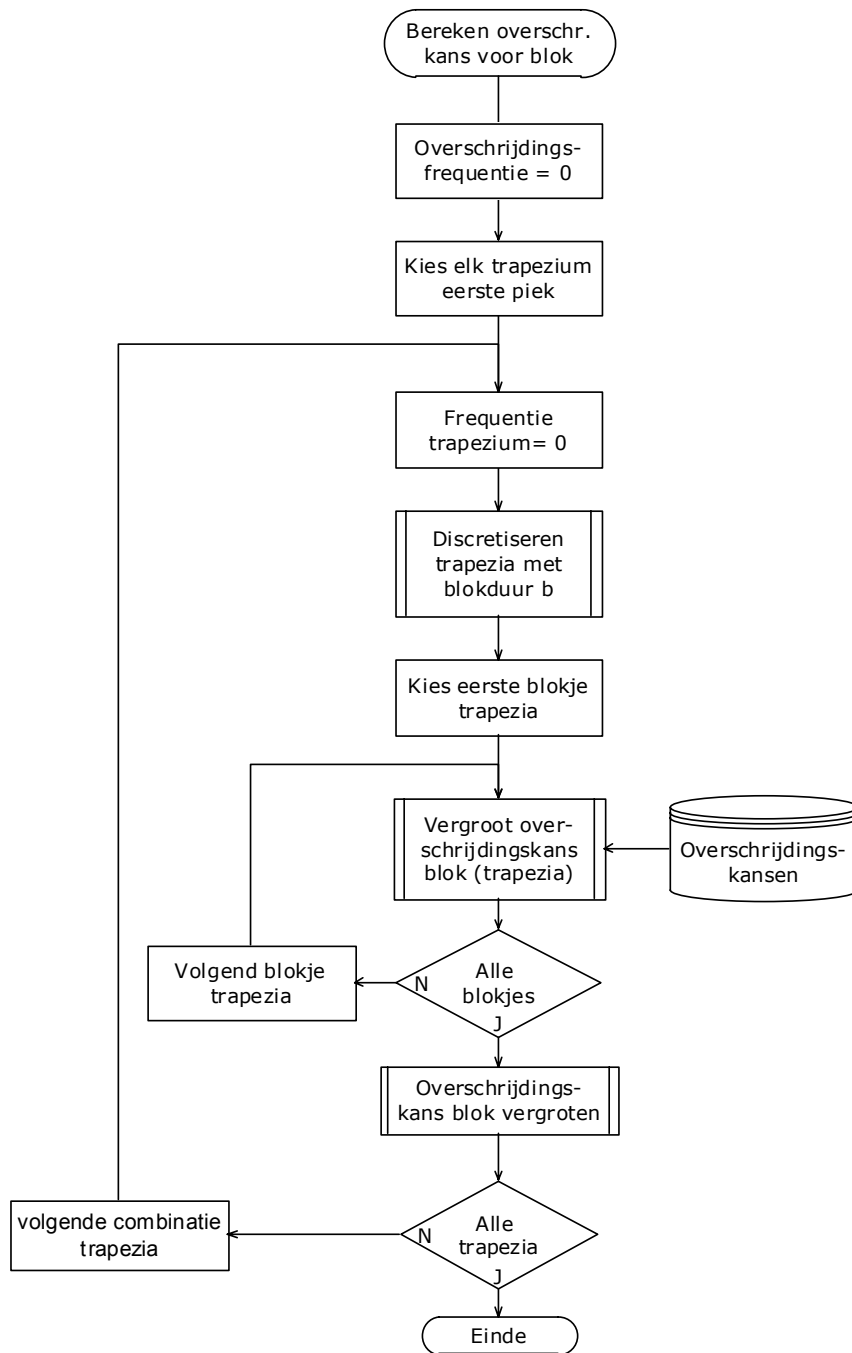 Bereken overschr.
kans voor blok
Overschrijdings-
frequentie = 0
Kies elk trapezium
eerste piek
Frequentie
trapezium= 0
Discretiseren
trapezia met
blokduur b
Kies eerste blokje
trapezia
Vergroot over-
schrijdingskans
blok (trapezia)
Overschrijdings-
kansen
Alle
blokjes
N
J
Volgend blokje
trapezia
Overschrijdings-
kans blok vergroten
Alle
trapezia
N
J
volgende combinatie
trapezia
Einde